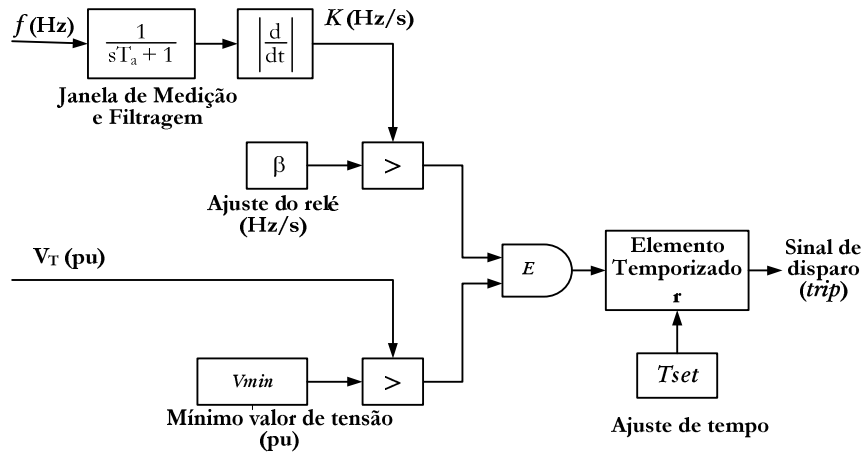 f (Hz)
1
sTa + 1
Janela de Medição
e Filtragem
|d/dt|
K (Hz/s)
β
>
Ajuste do relé
(Hz/s)
VT (pu)
Vmin
>
Mínimo valor de tensão
(pu)
E
Elemento
Temporizado
r
Tset
Ajuste de tempo
Sinal de
disparo
(trip)